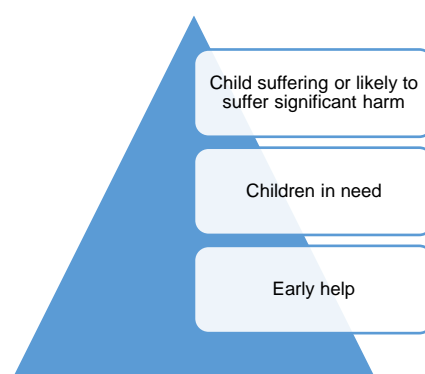 Child suffering or likely to
suffer significant harm
Children in need
Early help